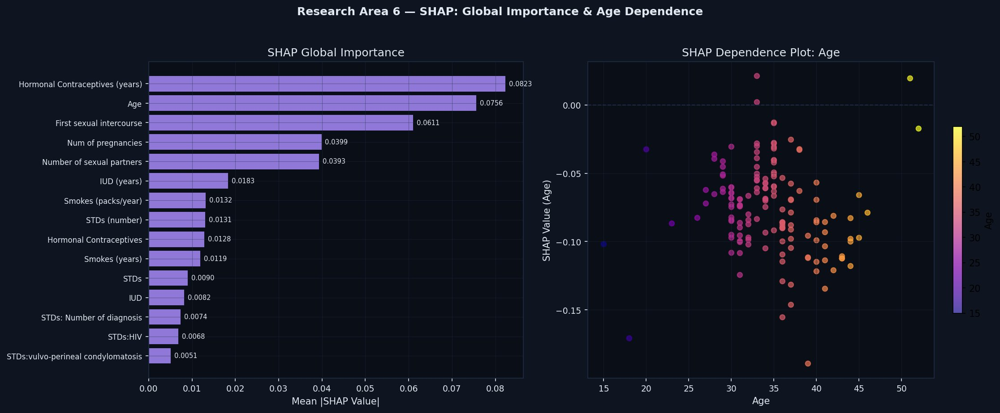 Research Area 6 — SHAP: Global Importance & Age Dependence
SHAP Global Importance
Hormonal Contraceptives (years)
0.0823
Age
0.0756
First sexual intercourse
0.0611
Num of pregnancies
0.0399
Number of sexual partners
0.0393
IUD (years)
0.0183
Smokes (packs/year)
0.0132
STDs (number)
0.0131
Hormonal Contraceptives
0.0128
Smokes (years)
0.0119
STDs
0.0090
IUD
0.0082
STDs: Number of diagnosis
0.0074
STDs:HIV
0.0068
STDs:vulvo-perineal condylomatosis
0.0051
0.00 0.01 0.02 0.03 0.04 0.05 0.06 0.07 0.08
Mean |SHAP Value|
SHAP Dependence Plot: Age
SHAP Value (Age)
0.00
−0.05
−0.10
−0.15
15 20 25 30 35 40 45 50
Age
50
45
40
35
30
25
20
15
Age